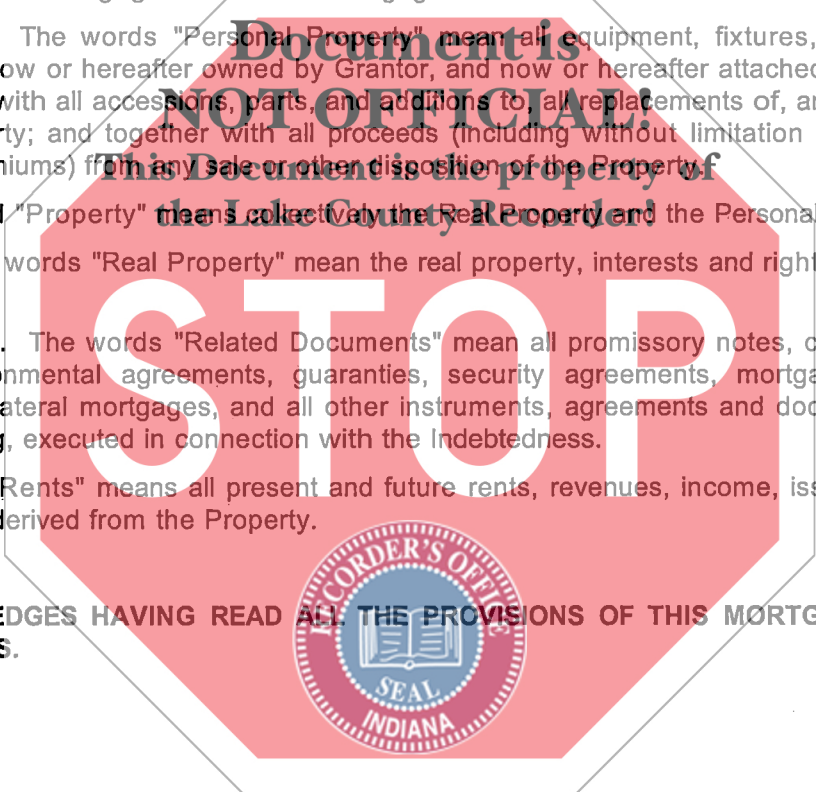 The words "Personal Property" mean all equipment, fixtures,
ow or hereafter owned by Grantor, and now or hereafter attached
with all accessions, parts, and additions to, all replacements of, an
rty; and together with all proceeds (including without limitation
niums) from any sale or other disposition of the Property.
"Property" means collectively the Real Property and the Personal
words "Real Property" mean the real property, interests and right
. The words "Related Documents" mean all promissory notes, c
nmental agreements, guaranties, security agreements, mortga
ateral mortgages, and all other instruments, agreements and doc
, executed in connection with the Indebtedness.
Rents" means all present and future rents, revenues, income, iss
derived from the Property.
EDGES HAVING READ ALL THE PROVISIONS OF THIS MORTG
S.
Document is
NOT OFFICIAL!
This Document is the property of
the Lake County Recorder!
STOP
RECORDER'S OFFICE
SEAL
INDIANA